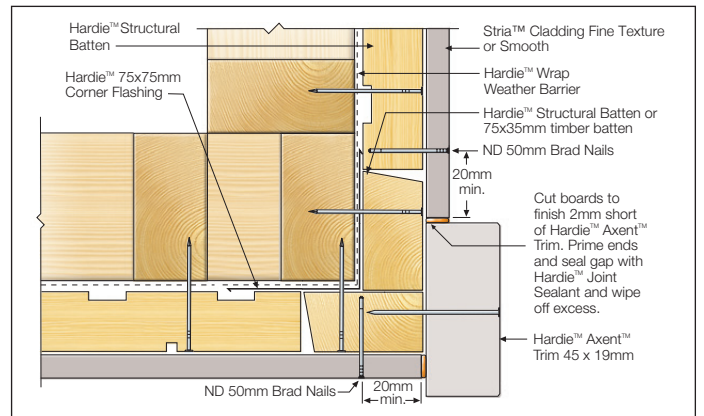 Hardie™ Structural
Batten
Hardie™ 75x75mm
Corner Flashing
Stria™ Cladding Fine Texture
or Smooth
Hardie™ Wrap
Weather Barrier
Hardie™ Structural Batten or
75x35mm timber batten
ND 50mm Brad Nails
20mm
min.
Cut boards to
finish 2mm short
of Hardie™ Axent™
Trim. Prime ends
and seal gap with
Hardie™ Joint
Sealant and wipe
off excess.
Hardie™ Axent™
Trim 45 x 19mm
ND 50mm Brad Nails
20mm
min.